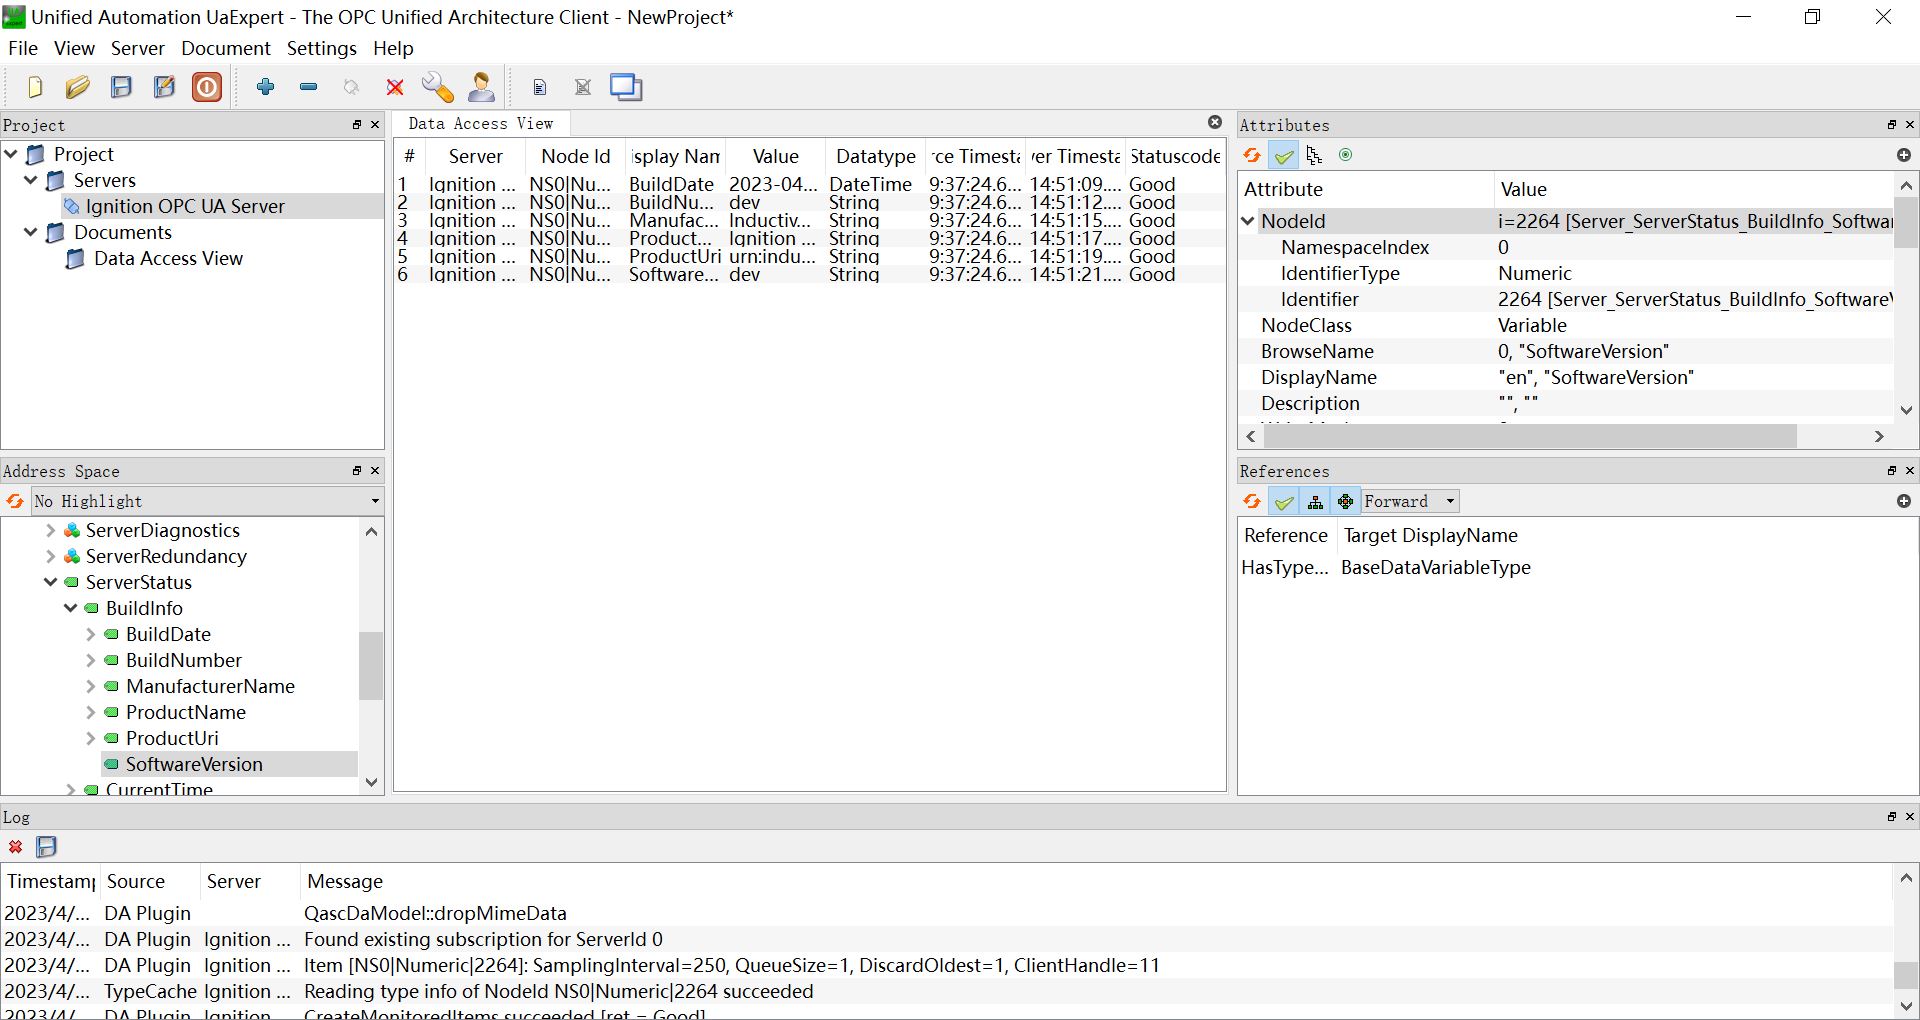 Unified Automation UaExpert - The OPC Unified Architecture Client - NewProject*
File View Server Document Settings Help
Project
Project
Servers
Ignition OPC UA Server
Documents
Data Access View
Address Space
No Highlight
ServerDiagnostics
ServerRedundancy
ServerStatus
BuildInfo
BuildDate
BuildNumber
ManufacturerName
ProductName
ProductUri
SoftwareVersion
CurrentTime
Data Access View
# Server Node Id isplay Nam Value Datatype rce Timesta ver Timesta Statuscode
1 Ignition ... NS0|Nu... BuildDate 2023-04... DateTime 9:37:24.6... 14:51:09.... Good
2 Ignition ... NS0|Nu... BuildNu... dev String 9:37:24.6... 14:51:12.... Good
3 Ignition ... NS0|Nu... Manufac... Inductiv... String 9:37:24.6... 14:51:15.... Good
4 Ignition ... NS0|Nu... Product... Ignition ... String 9:37:24.6... 14:51:17.... Good
5 Ignition ... NS0|Nu... ProductUri urn:indu... String 9:37:24.6... 14:51:19.... Good
6 Ignition ... NS0|Nu... Software... dev String 9:37:24.6... 14:51:21.... Good
Attributes
Attribute Value
NodeId i=2264 [Server_ServerStatus_BuildInfo_Softwar
NamespaceIndex 0
IdentifierType Numeric
Identifier 2264 [Server_ServerStatus_BuildInfo_SoftwareV
NodeClass Variable
BrowseName 0, "SoftwareVersion"
DisplayName "en", "SoftwareVersion"
Description "", ""
References
Forward
Reference Target DisplayName
HasType... BaseDataVariableType
Log
Timestamp Source Server Message
2023/4/... DA Plugin QascDaModel::dropMimeData
2023/4/... DA Plugin Ignition ... Found existing subscription for ServerId 0
2023/4/... DA Plugin Ignition ... Item [NS0|Numeric|2264]: SamplingInterval=250, QueueSize=1, DiscardOldest=1, ClientHandle=11
2023/4/... TypeCache Ignition ... Reading type info of NodeId NS0|Numeric|2264 succeeded
2023/4/... DA Plugin Ignition ... CreateMonitoredItems succeeded [ret = Good]